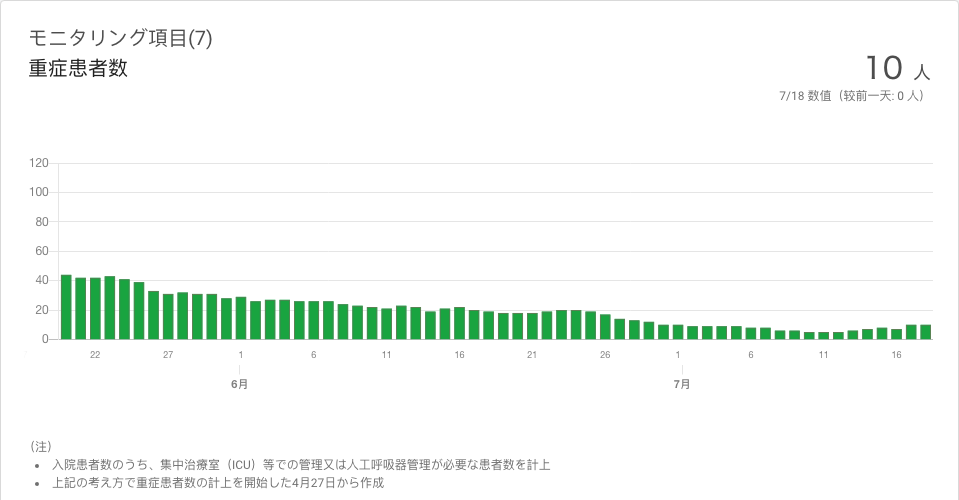 モニタリング項目(7)
重症患者数
10 人
7/18 数值（较前一天: 0 人）
120
100
80
60
40
20
0
22 27 1 6 11 16 21 26 1 6 11 16
6月 7月
（注）
• 入院患者数のうち、集中治療室（ICU）等での管理又は人工呼吸器管理が必要な患者数を計上
• 上記の考え方で重症患者数の計上を開始した4月27日から作成